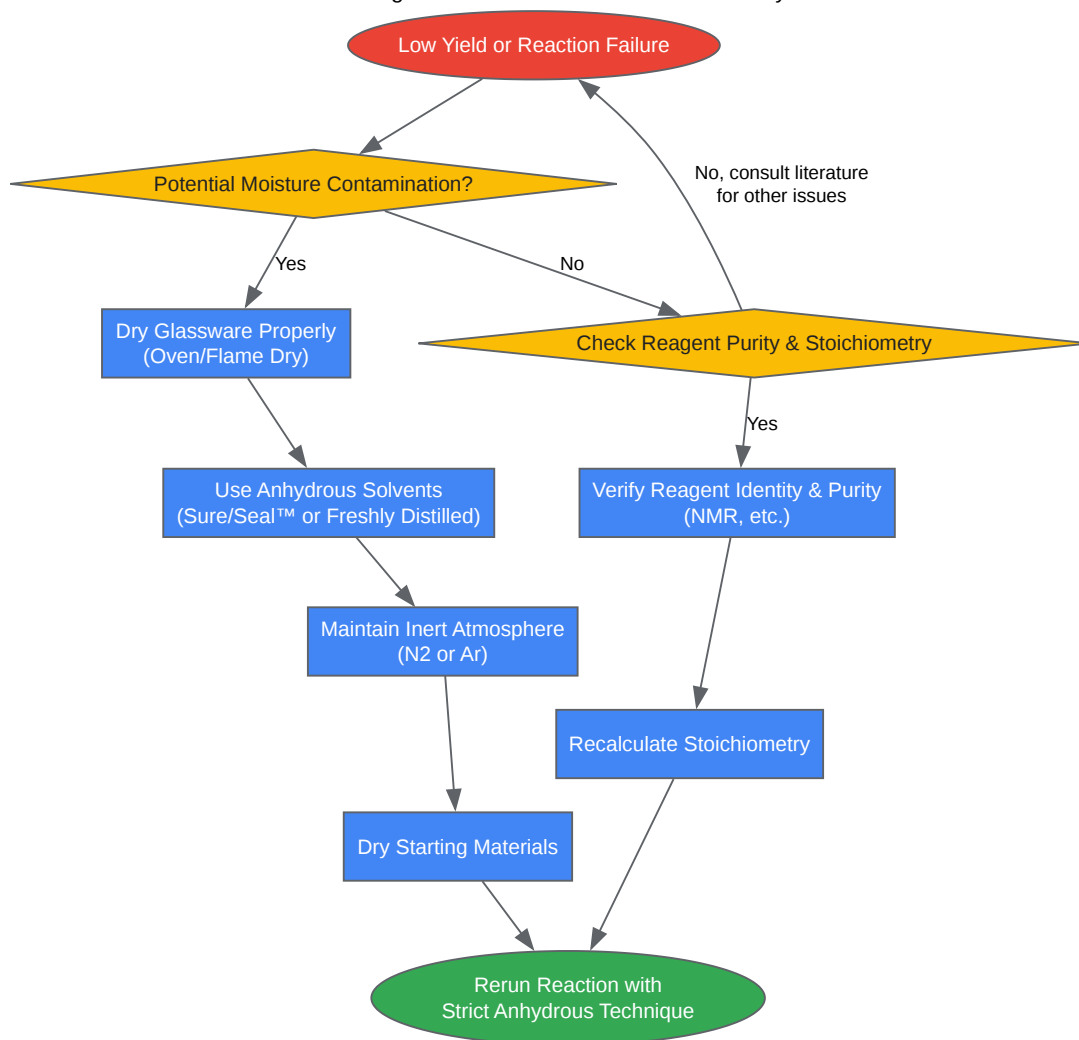 Low Yield or Reaction Failure
No, consult literature
for other issues
Potential Moisture Contamination?
Yes
No
Dry Glassware Properly
(Oven/Flame Dry)
Check Reagent Purity & Stoichiometry
Yes
Use Anhydrous Solvents
(Sure/Seal™ or Freshly Distilled)
Verify Reagent Identity & Purity
(NMR, etc.)
Maintain Inert Atmosphere
(N2 or Ar)
Recalculate Stoichiometry
Dry Starting Materials
Rerun Reaction with
Strict Anhydrous Technique